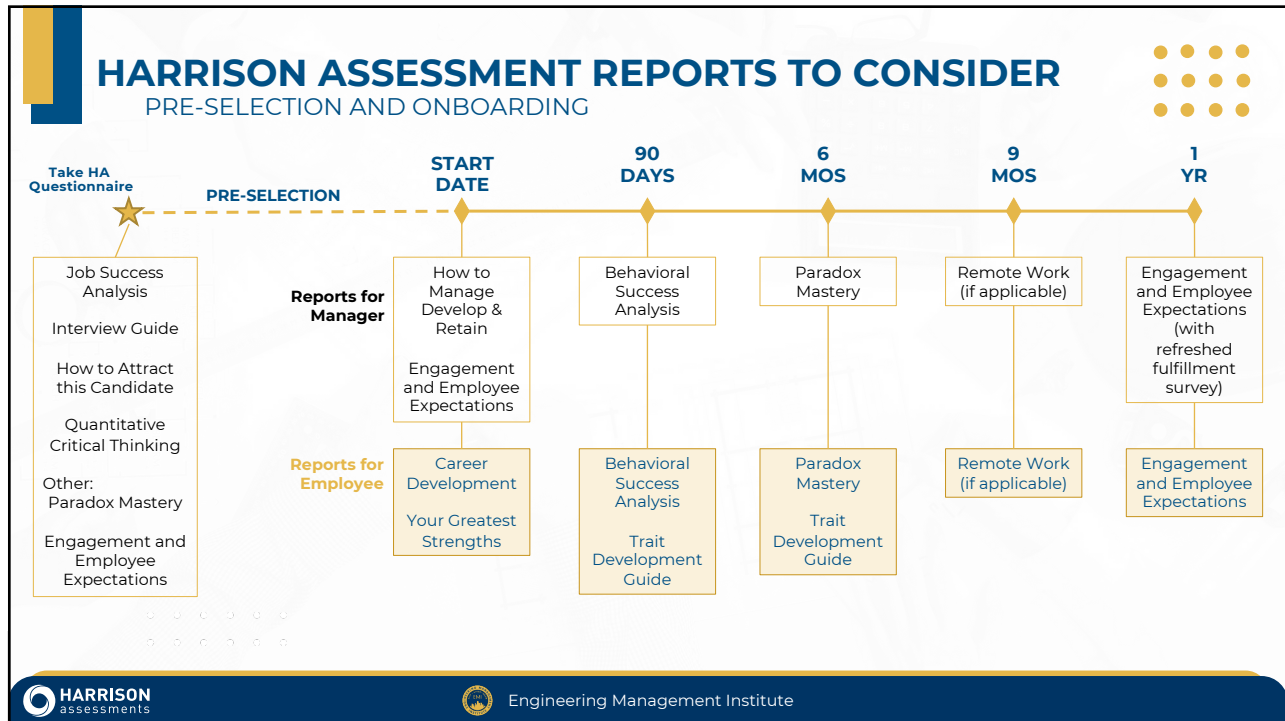 HARRISON ASSESSMENT REPORTS TO CONSIDER
PRE-SELECTION AND ONBOARDING
Take HA
Questionnaire
PRE-SELECTION
START
DATE
90
DAYS
6
MOS
9
MOS
1
YR
Job Success
Analysis
Interview Guide
How to Attract
this Candidate
Quantitative
Critical Thinking
Other:
Paradox Mastery
Engagement and
Employee
Expectations
Reports for
Manager
How to
Manage
Develop &
Retain
Engagement
and Employee
Expectations
Behavioral
Success
Analysis
Paradox
Mastery
Remote Work
(if applicable)
Engagement
and Employee
Expectations
(with
refreshed
fulfillment
survey)
Reports for
Employee
Career
Development
Your Greatest
Strengths
Behavioral
Success
Analysis
Trait
Development
Guide
Paradox
Mastery
Trait
Development
Guide
Remote Work
(if applicable)
Engagement
and Employee
Expectations
HARRISON
assessments
EMI
Engineering Management Institute